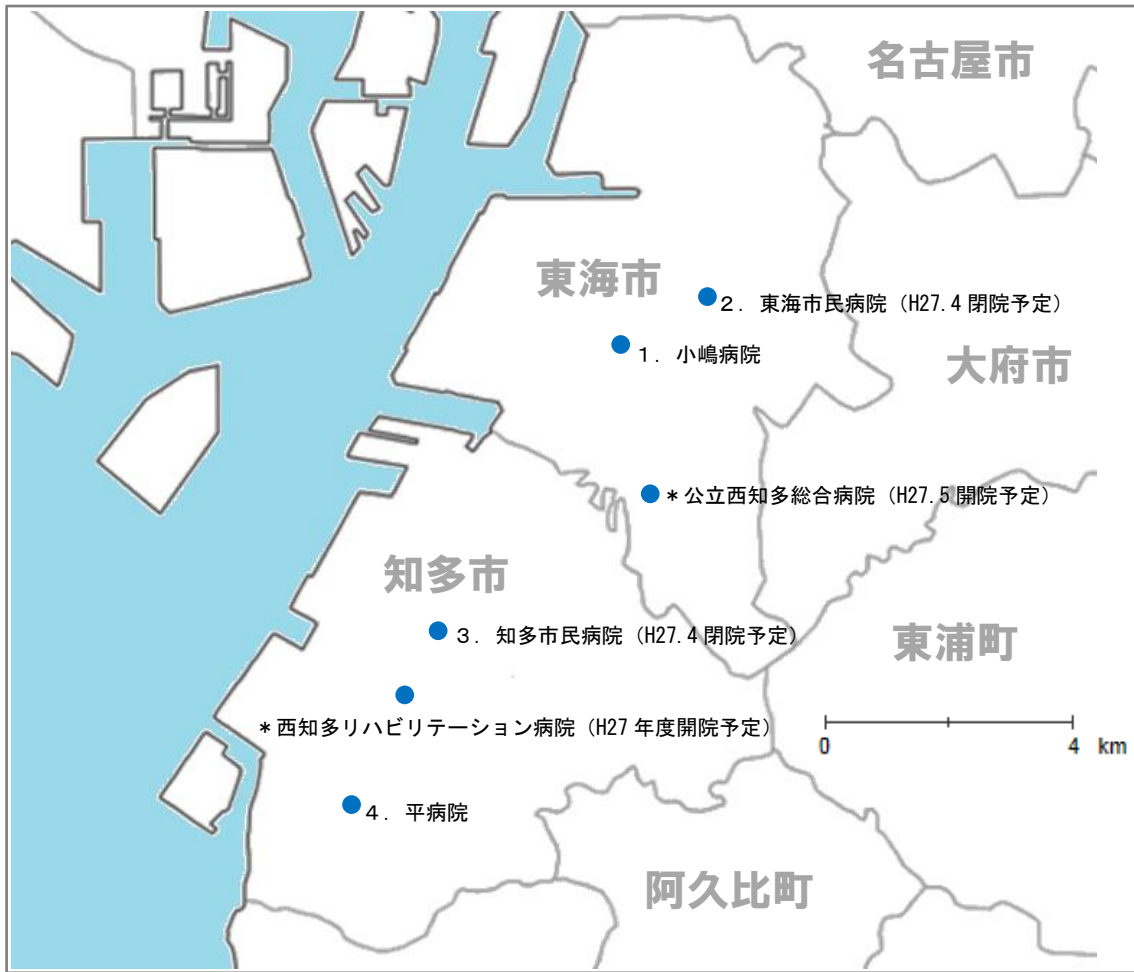 名古屋市
東海市
２．東海市民病院（H27.4閉院予定）
１．小嶋病院
大府市
＊公立西知多総合病院（H27.5開院予定）
知多市
３．知多市民病院（H27.4閉院予定）
東浦町
＊西知多リハビリテーション病院（H27年度開院予定）
0 4 km
４．平病院
阿久比町